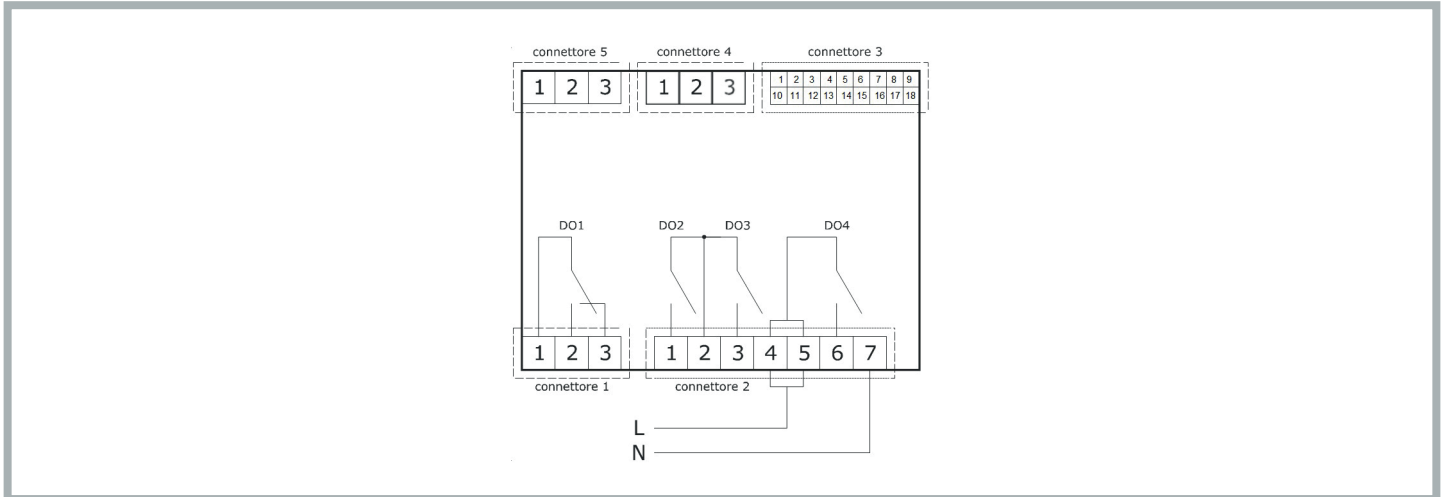 connettore 5 connettore 4 connettore 3
1 2 3 1 2 3 1 2 3 4 5 6 7 8 9
10 11 12 13 14 15 16 17 18
DO1 DO2 DO3 DO4
1 2 3 1 2 3 4 5 6 7
connettore 1 connettore 2
L
N